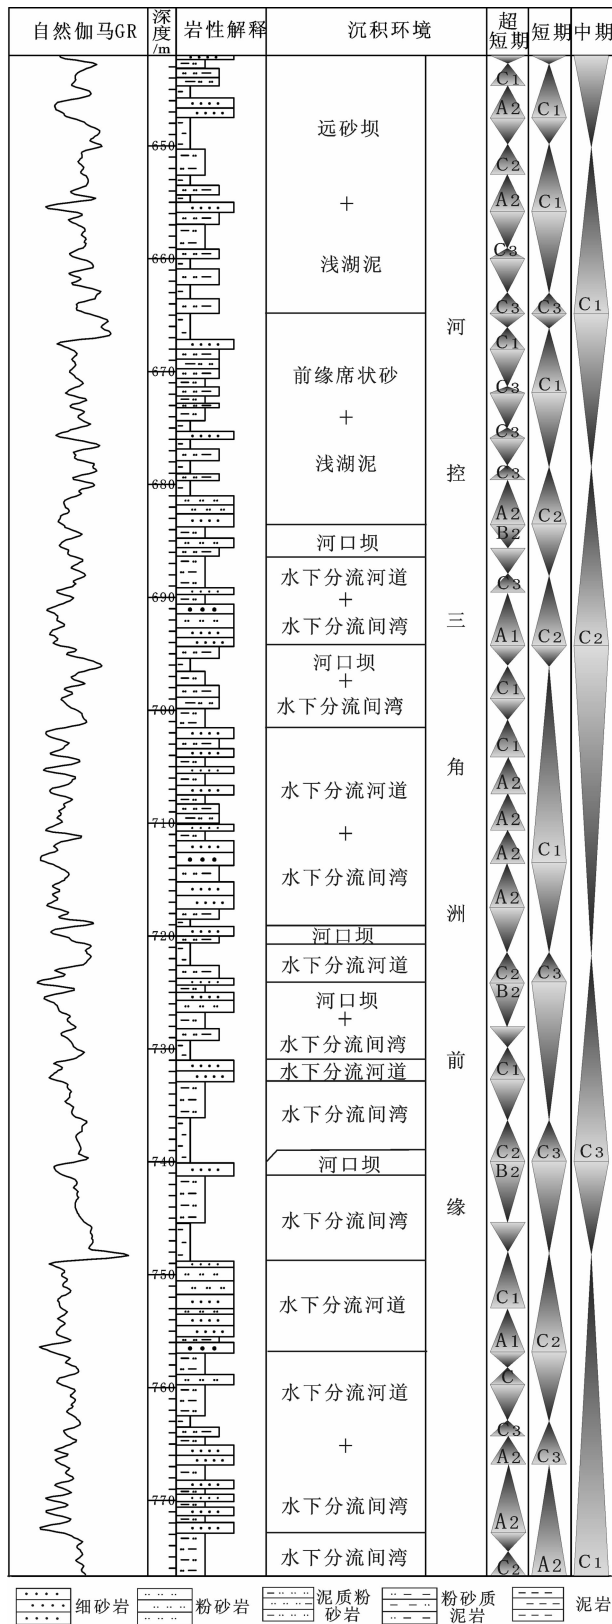 自然伽马GR
深度/m
岩性解释
沉积环境
超短期
短期
中期
650
660
670
680
690
700
710
720
730
740
750
760
770
远砂坝
+
浅湖泥
前缘席状砂
+
浅湖泥
河口坝
水下分流河道
+
水下分流间湾
河口坝
+
水下分流间湾
水下分流河道
+
水下分流间湾
河口坝
水下分流河道
河口坝
+
水下分流间湾
水下分流河道
水下分流间湾
河口坝
水下分流间湾
水下分流河道
水下分流河道
+
水下分流间湾
水下分流间湾
河
控
三
角
洲
前
缘
C1
A2
C2
A2
C3
C3
C1
C3
C3
C3
A2
B2
C3
A1
C1
C1
A2
A2
A2
A2
C2
B2
C1
C2
B2
C1
A1
C
C3
A2
A2
C2
C1
C1
C3
C1
C2
C2
C1
C3
C3
C2
C3
A2
C1
C2
C3
C1
细砂岩
粉砂岩
泥质粉砂岩
粉砂质泥岩
泥岩